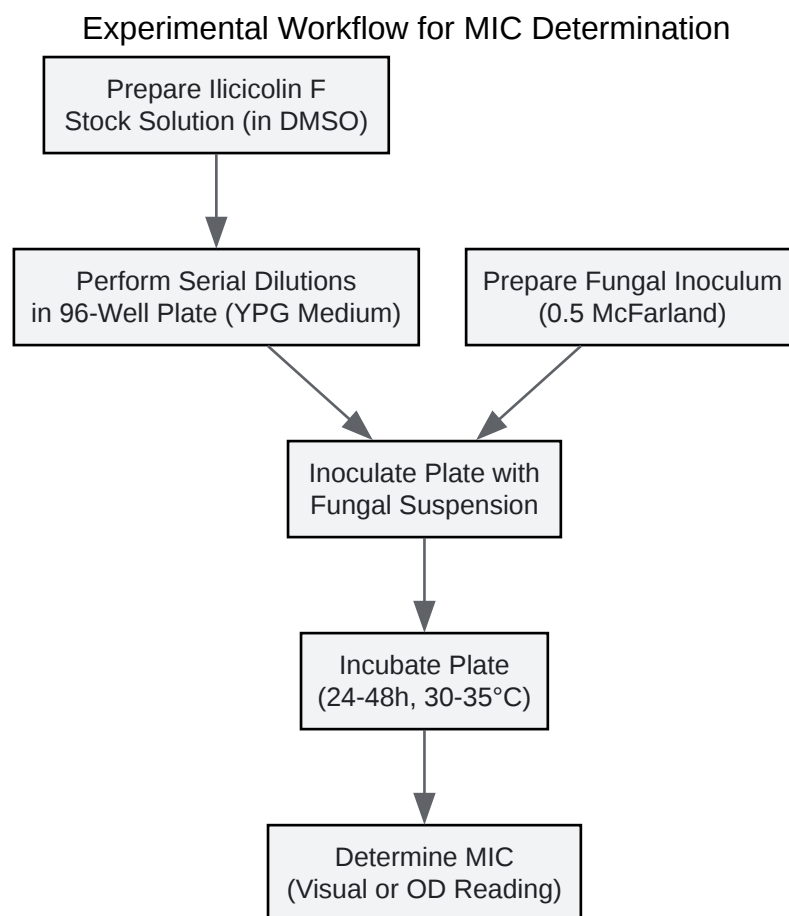 Experimental Workflow for MIC Determination
Prepare Ilicicolin F
Stock Solution (in DMSO)
Perform Serial Dilutions
in 96-Well Plate (YPG Medium)
Prepare Fungal Inoculum
(0.5 McFarland)
Inoculate Plate with
Fungal Suspension
Incubate Plate
(24-48h, 30-35°C)
Determine MIC
(Visual or OD Reading)